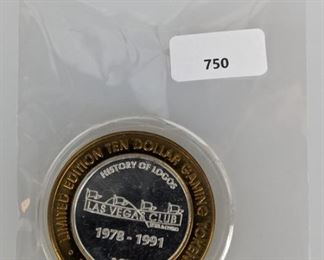 750
LIMITED EDITION TEN DOLLAR GAMING TOKEN
HISTORY OF LOGOS
LAS VEGAS CLUB
1978 - 1991